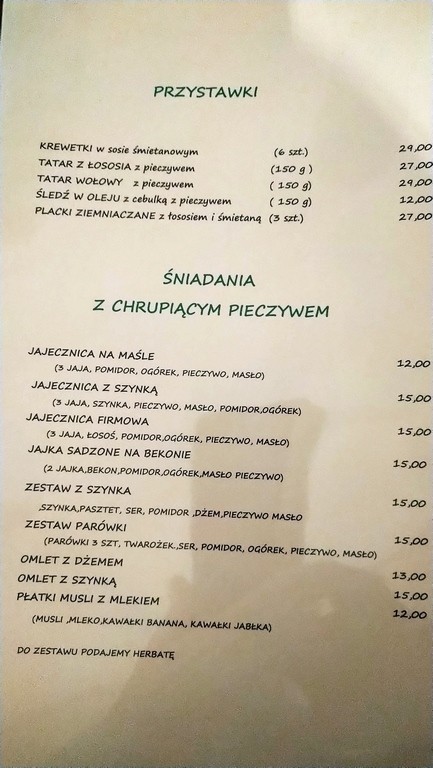 PRZYSTAWKI
KREWETKI w sosie śmietanowym (6 szt.) 29,00
TATAR Z ŁOSOSIA z pieczywem (150 g ) 27,00
TATAR WOŁOWY z pieczywem ( 150 g) 29,00
ŚLEDŹ W OLEJU z cebulką z pieczywem ( 150 g) 12,00
PLACKI ZIEMNIACZANE z łososiem i śmietaną (3 szt.) 27,00
ŚNIADANIA
Z CHRUPIĄCYM PIECZYWEM
JAJECZNICA NA MAŚLE 12,00
(3 JAJA, POMIDOR, OGÓREK, PIECZYWO, MASŁO)
JAJECZNICA Z SZYNKĄ 15,00
(3 JAJA, SZYNKA, PIECZYWO, MASŁO, POMIDOR,OGÓREK)
JAJECZNICA FIRMOWA 15,00
(3 JAJA, ŁOSOŚ, POMIDOR,OGÓREK, PIECZYWO, MASŁO)
JAJKA SADZONE NA BEKONIE 15,00
(2 JAJKA,BEKON,POMIDOR,OGÓREK,MASŁO PIECZYWO)
ZESTAW Z SZYNKA 15,00
,SZYNKA,PASZTET, SER, POMIDOR ,DŻEM,PIECZYWO MASŁO
ZESTAW PARÓWKI 15,00
(PARÓWKI 3 SZT, TWAROŻEK.,SER, POMIDOR, OGÓREK, PIECZYWO, MASŁO)
OMLET Z DŻEMEM 13,00
OMLET Z SZYNKĄ 15,00
PŁATKI MUSLI Z MLEKIEM 12,00
(MUSLI ,MLEKO,KAWAŁKI BANANA, KAWAŁKI JABŁKA)
DO ZESTAWU PODAJEMY HERBATĘ